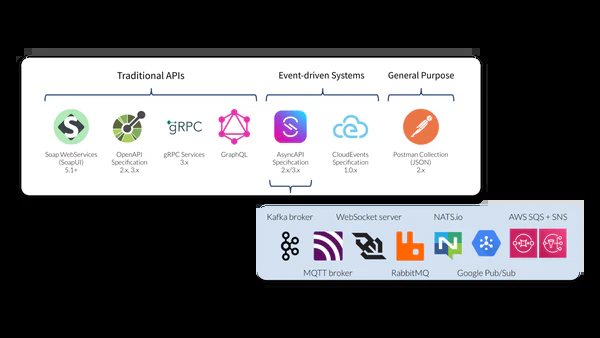 Traditional APIs
Event-driven Systems
General Purpose
gRPC
Soap WebServices
(SoapUI)
5.1+
OpenAPI
Specification
2.x, 3.x
gRPC Services
3.x
GraphQL
AsyncAPI
Specification
2.x/3.x
CloudEvents
Specification
1.0.x
Postman Collection
(JSON)
2.x
Kafka broker
WebSocket server
NATS.io
AWS SQS + SNS
MQTT broker
RabbitMQ
Google Pub/Sub